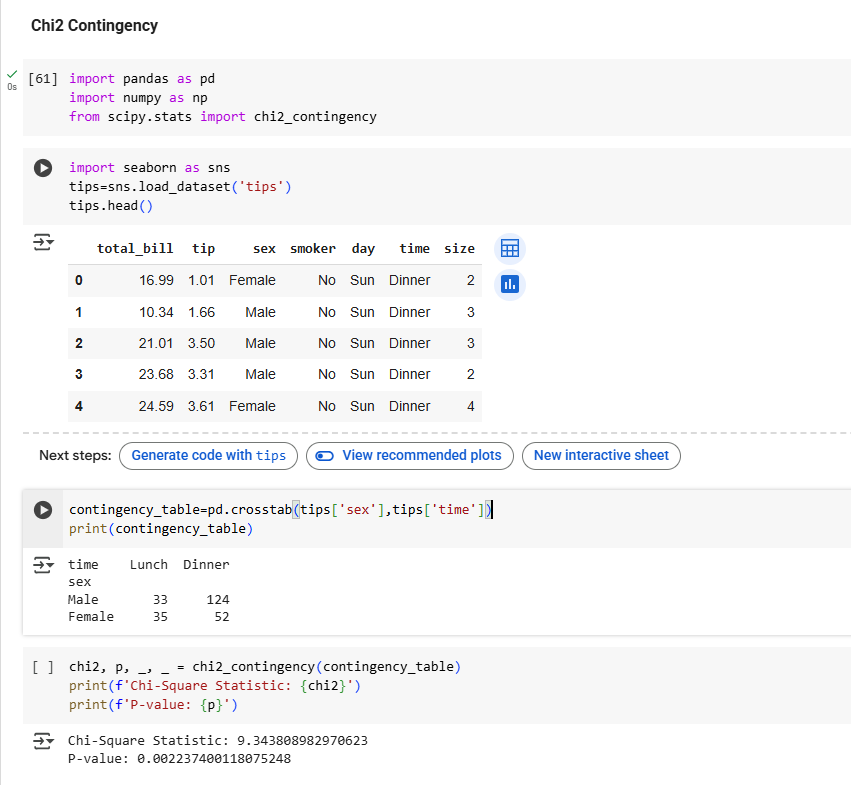 Chi2 Contingency
[61] import pandas as pd
0s
import numpy as np
from scipy.stats import chi2_contingency
import seaborn as sns
tips=sns.load_dataset('tips')
tips.head()
total_bill tip sex smoker day time size
0 16.99 1.01 Female No Sun Dinner 2
1 10.34 1.66 Male No Sun Dinner 3
2 21.01 3.50 Male No Sun Dinner 3
3 23.68 3.31 Male No Sun Dinner 2
4 24.59 3.61 Female No Sun Dinner 4
Next steps: Generate code with tips View recommended plots New interactive sheet
contingency_table=pd.crosstab(tips['sex'],tips['time'])
print(contingency_table)
time Lunch Dinner
sex
Male 33 124
Female 35 52
[ ] chi2, p, _, _ = chi2_contingency(contingency_table)
print(f'Chi-Square Statistic: {chi2}')
print(f'P-value: {p}')
Chi-Square Statistic: 9.343808982970623
P-value: 0.002237400118075248